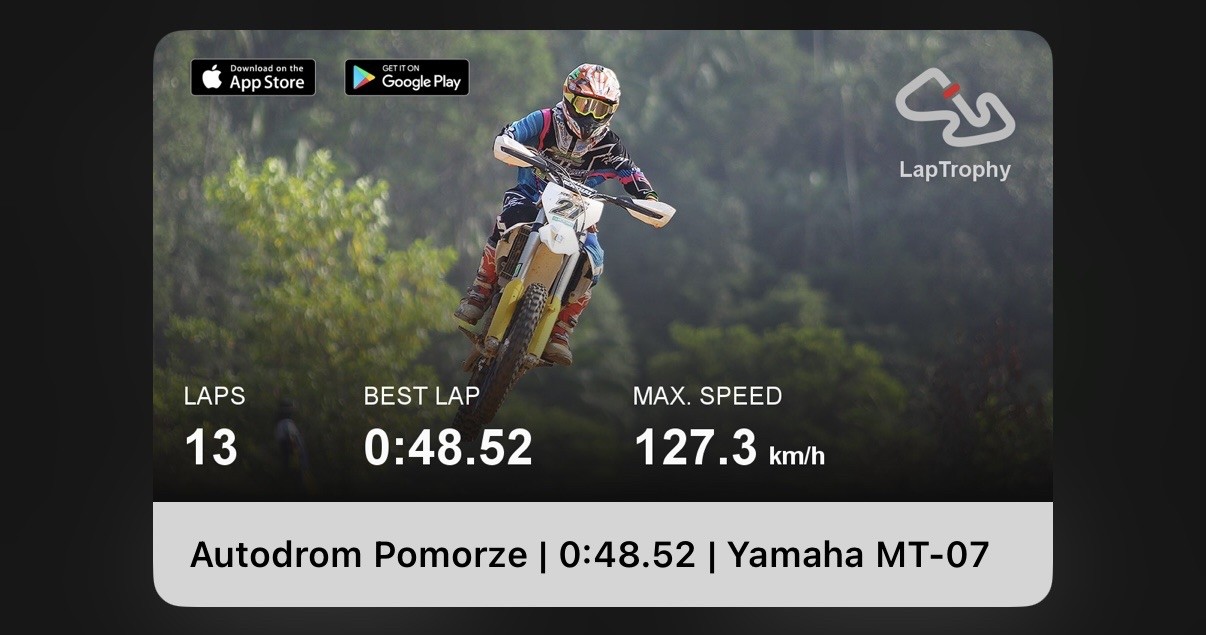 Download on the
App Store
GET IT ON
Google Play
LapTrophy
27
LAPS
BEST LAP
MAX. SPEED
13
0:48.52
127.3 km/h
Autodrom Pomorze | 0:48.52 | Yamaha MT-07